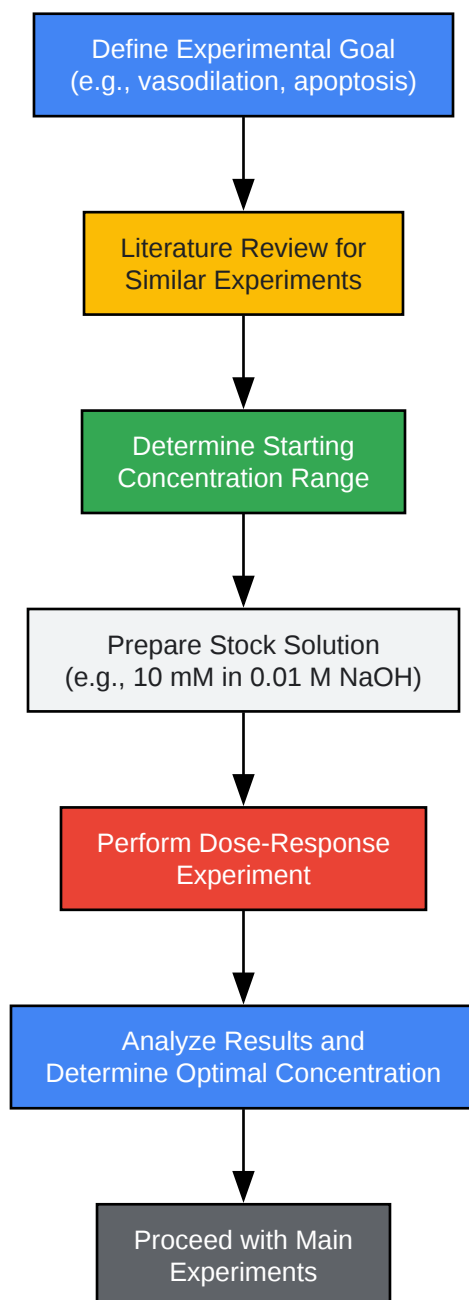 Define Experimental Goal
(e.g., vasodilation, apoptosis)
Literature Review for
Similar Experiments
Determine Starting
Concentration Range
Prepare Stock Solution
(e.g., 10 mM in 0.01 M NaOH)
Perform Dose-Response
Experiment
Analyze Results and
Determine Optimal Concentration
Proceed with Main
Experiments